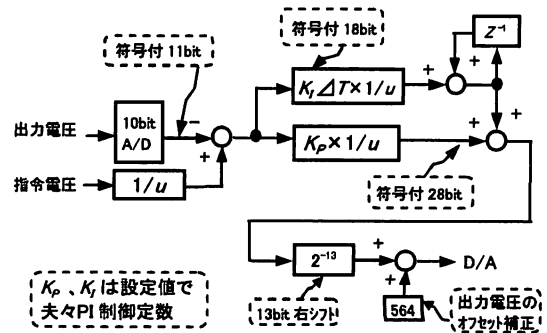 符号付 11bit
符号付 18bit
Z⁻¹
K_I ΔT×1/u
+
+
+
出力電圧
10bit
A/D
−
+
K_P×1/u
+
指令電圧
1/u
符号付 28bit
2⁻¹³
+
D/A
+
564
13bit 右シフト
K_P 、K_I は設定値で
夫々PI 制御定数
出力電圧の
オフセット補正